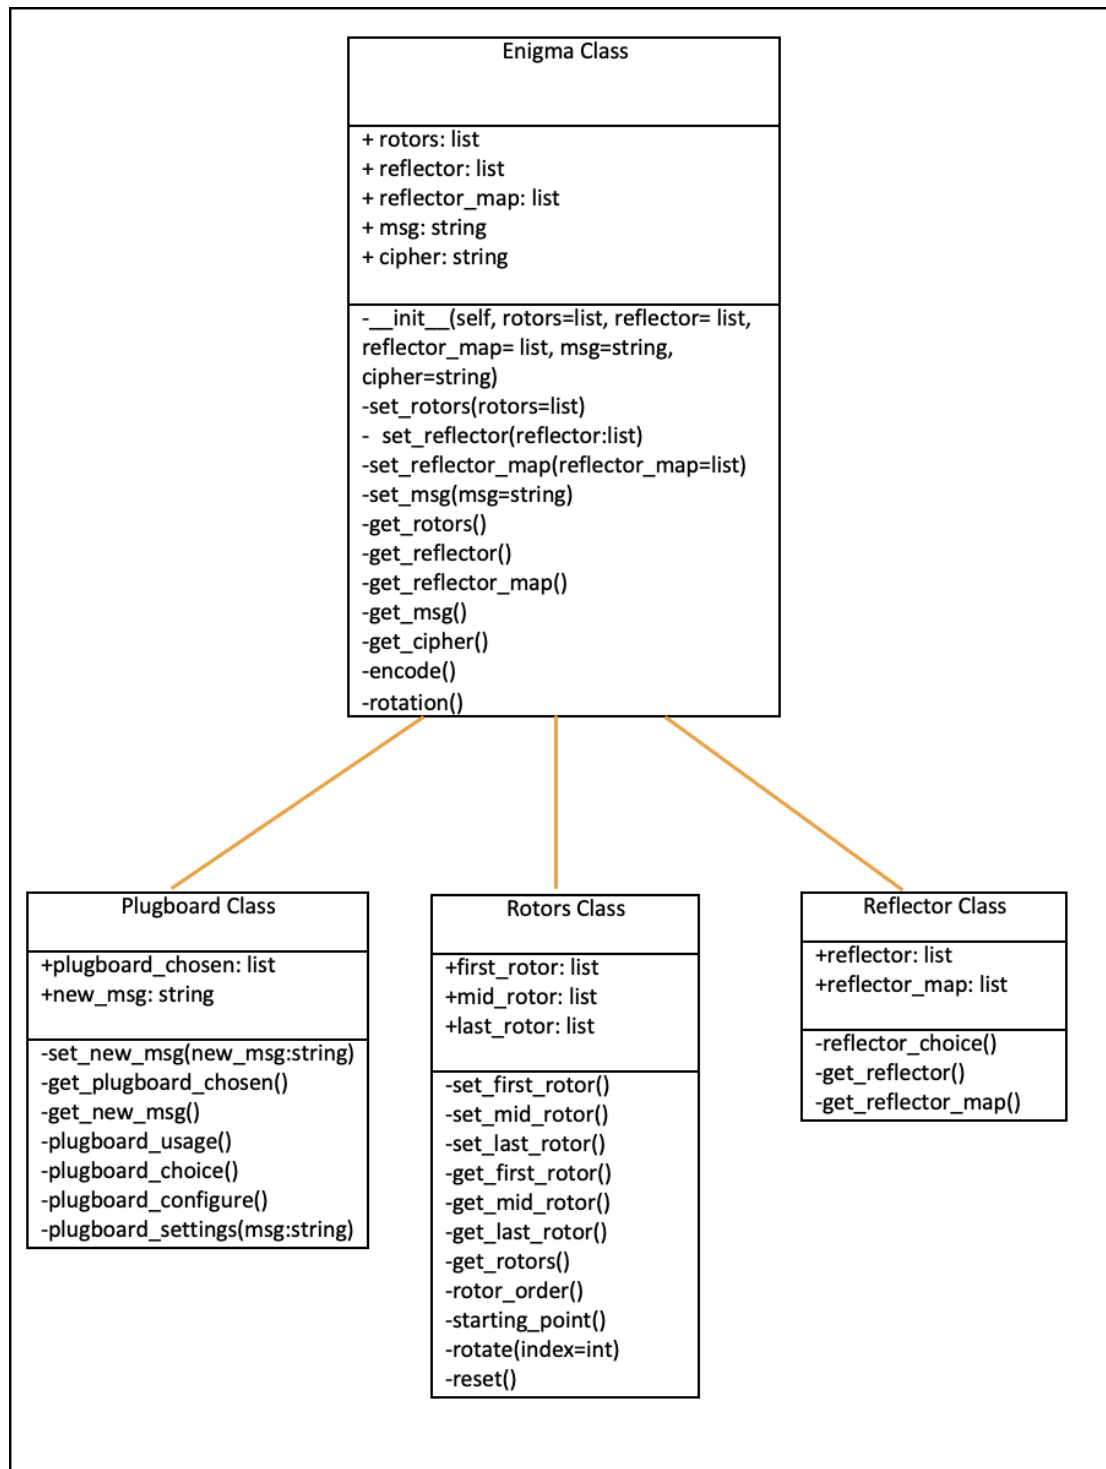 Enigma Class
+ rotors: list
+ reflector: list
+ reflector_map: list
+ msg: string
+ cipher: string
-__init__(self, rotors=list, reflector= list,
reflector_map= list, msg=string,
cipher=string)
-set_rotors(rotors=list)
-  set_reflector(reflector:list)
-set_reflector_map(reflector_map=list)
-set_msg(msg=string)
-get_rotors()
-get_reflector()
-get_reflector_map()
-get_msg()
-get_cipher()
-encode()
-rotation()
Plugboard Class
+plugboard_chosen: list
+new_msg: string
-set_new_msg(new_msg:string)
-get_plugboard_chosen()
-get_new_msg()
-plugboard_usage()
-plugboard_choice()
-plugboard_configure()
-plugboard_settings(msg:string)
Rotors Class
+first_rotor: list
+mid_rotor: list
+last_rotor: list
-set_first_rotor()
-set_mid_rotor()
-set_last_rotor()
-get_first_rotor()
-get_mid_rotor()
-get_last_rotor()
-get_rotors()
-rotor_order()
-starting_point()
-rotate(index=int)
-reset()
Reflector Class
+reflector: list
+reflector_map: list
-reflector_choice()
-get_reflector()
-get_reflector_map()